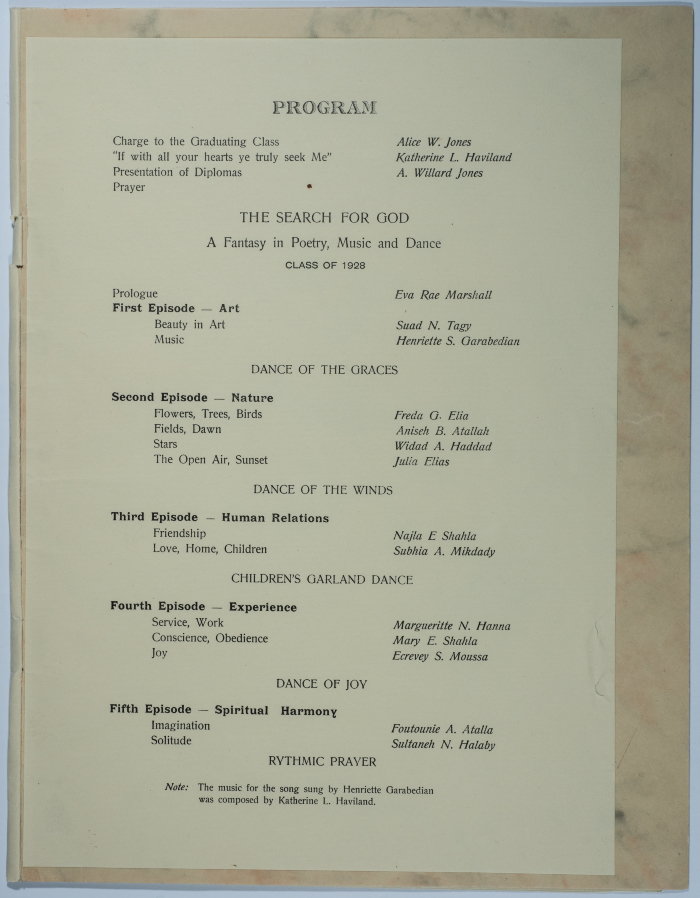 PROGRAM
Charge to the Graduating Class Alice W. Jones
"If with all your hearts ye truly seek Me" Katherine L. Haviland
Presentation of Diplomas A. Willard Jones
Prayer
THE SEARCH FOR GOD
A Fantasy in Poetry, Music and Dance
CLASS OF 1928
Prologue Eva Rae Marshall
First Episode — Art
Beauty in Art Suad N. Tagy
Music Henriette S. Garabedian
DANCE OF THE GRACES
Second Episode — Nature
Flowers, Trees, Birds Freda G. Elia
Fields, Dawn Aniseh B. Atallah
Stars Widad A. Haddad
The Open Air, Sunset Julia Elias
DANCE OF THE WINDS
Third Episode — Human Relations
Friendship Najla E Shahla
Love, Home, Children Subhia A. Mikdady
CHILDREN'S GARLAND DANCE
Fourth Episode — Experience
Service, Work Margueritte N. Hanna
Conscience, Obedience Mary E. Shahla
Joy Ecrevey S. Moussa
DANCE OF JOY
Fifth Episode — Spiritual Harmony
Imagination Foutounie A. Atalla
Solitude Sultaneh N. Halaby
RYTHMIC PRAYER
Note: The music for the song sung by Henriette Garabedian
was composed by Katherine L. Haviland.